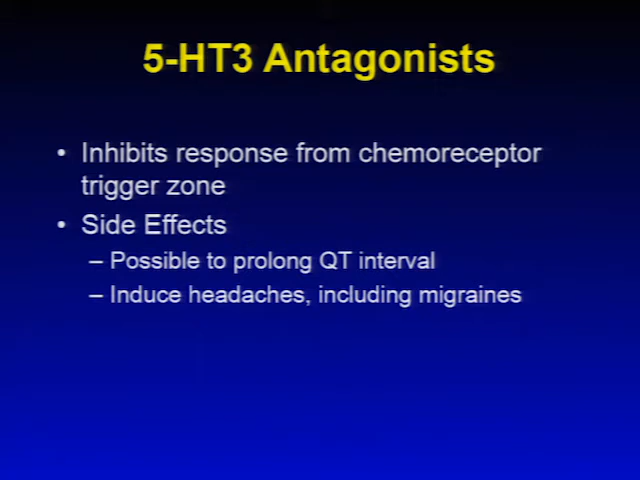 5-HT3 Antagonists
• Inhibits response from chemoreceptor
trigger zone
• Side Effects
– Possible to prolong QT interval
– Induce headaches, including migraines